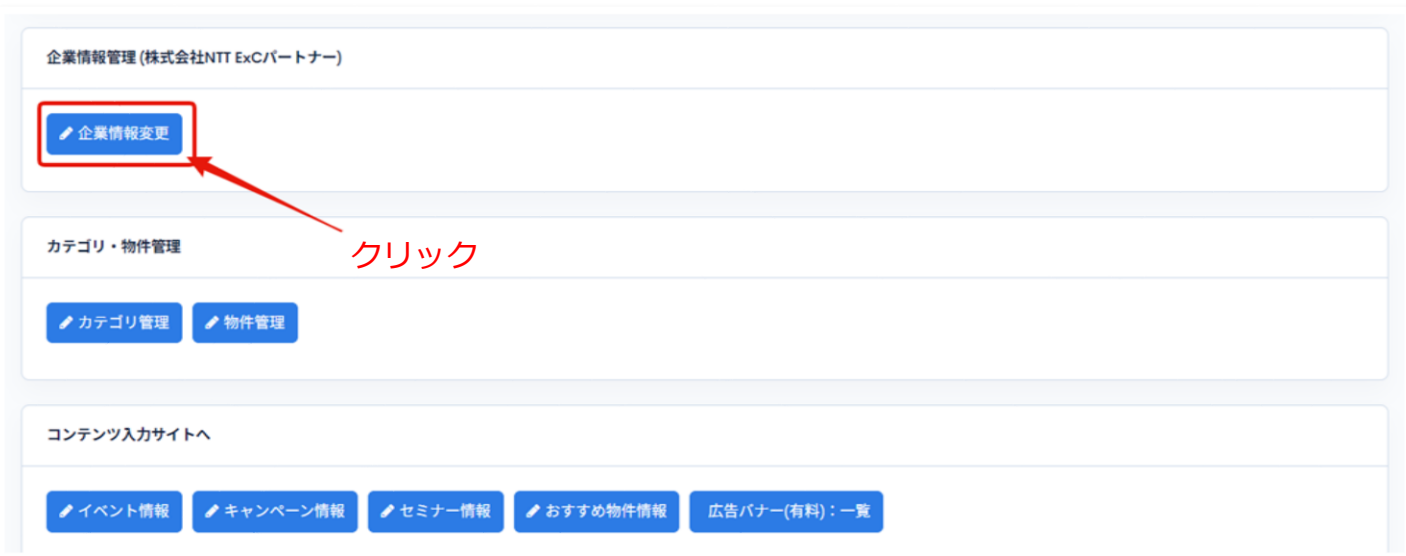 企業情報管理 (株式会社NTT ExCパートナー)
企業情報変更
クリック
カテゴリ・物件管理
カテゴリ管理 物件管理
コンテンツ入力サイトへ
イベント情報 キャンペーン情報 セミナー情報 おすすめ物件情報 広告バナー(有料)：一覧